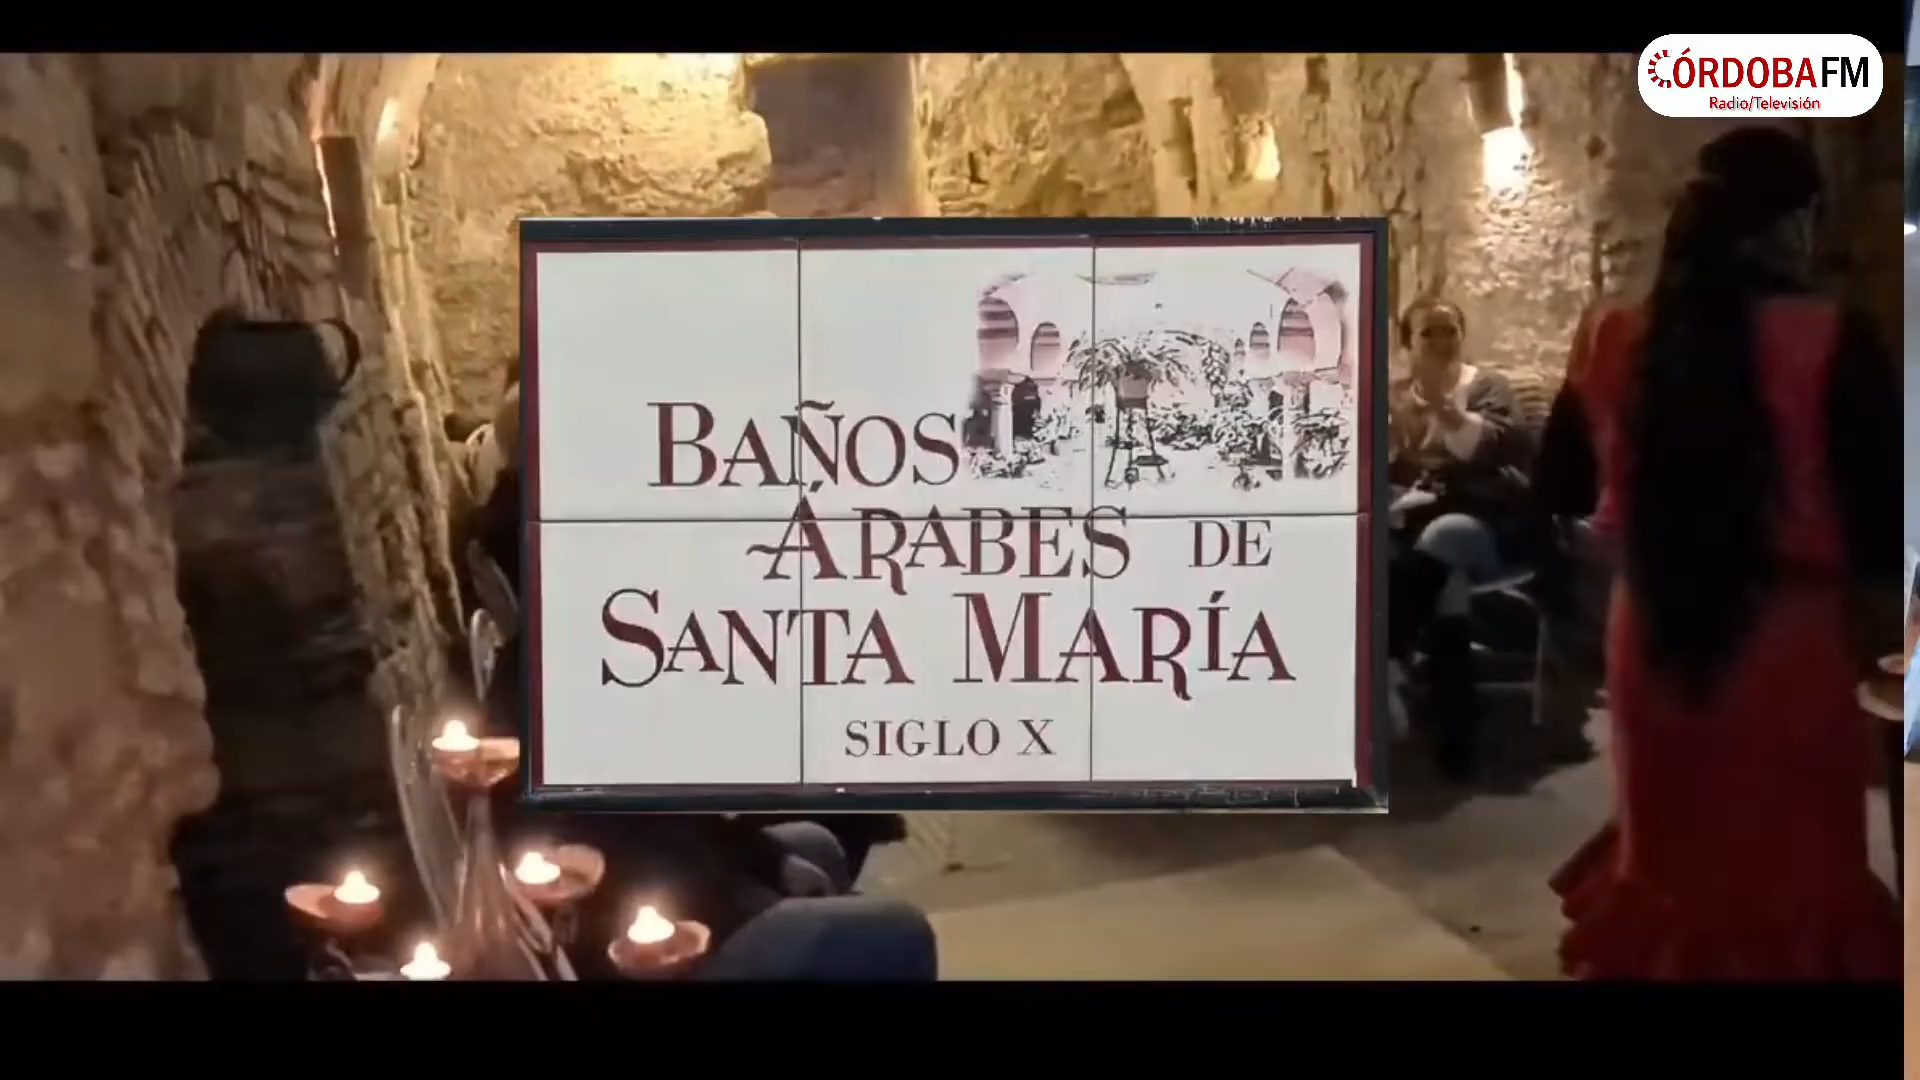 CÓRDOBAFM
Radio/Televisión
BAÑOS
ÁRABES DE
SANTA MARÍA
SIGLO X